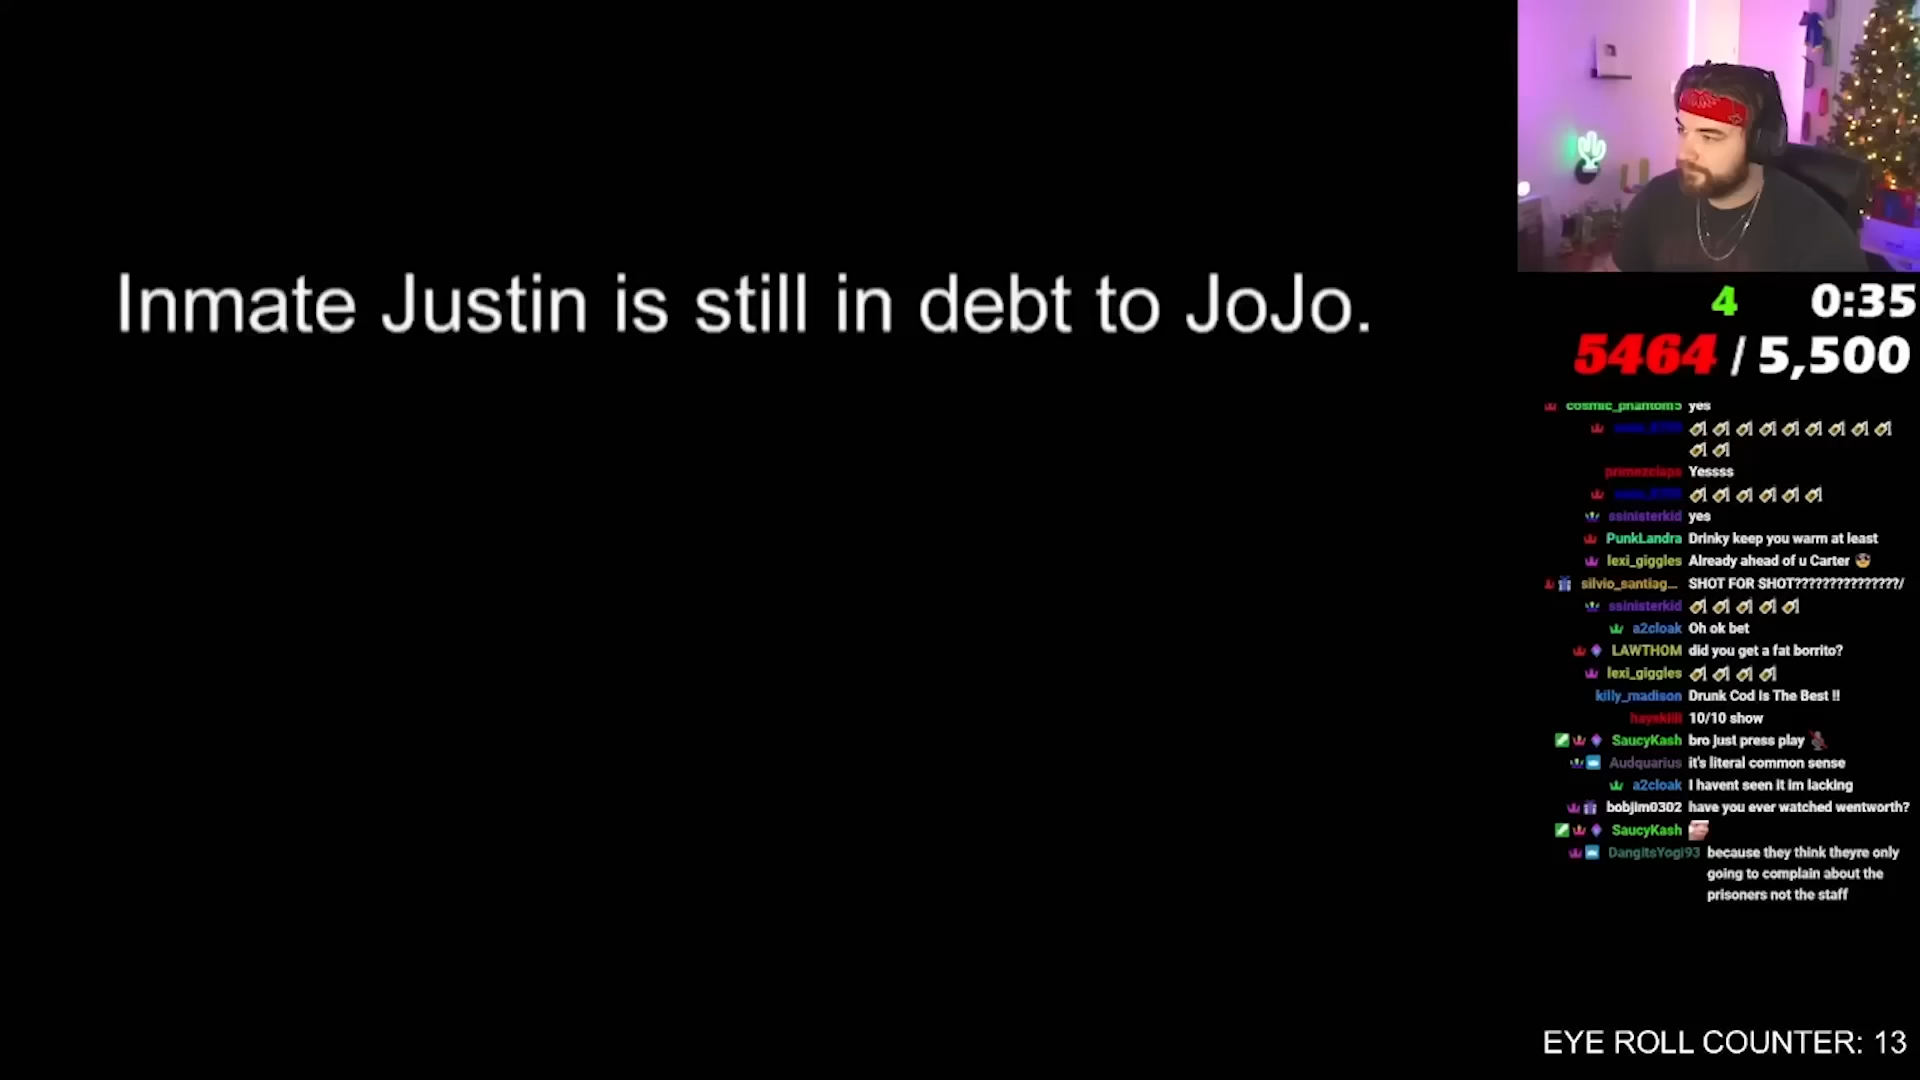 Inmate Justin is still in debt to JoJo.
4 0:35
5464 / 5,500
cosmic_phantom5 yes
primezclaps Yessss
ssinisterkid yes
PunkLandra Drinky keep you warm at least
lexi_giggles Already ahead of u Carter
silvio_santiag... SHOT FOR SHOT???????????????/
ssinisterkid
a2cloak Oh ok bet
LAWTHOM did you get a fat borrito?
lexi_giggles
killy_madison Drunk Cod Is The Best !!
10/10 show
SaucyKash bro just press play
Audquarius it's literal common sense
a2cloak I havent seen it im lacking
bobjim0302 have you ever watched wentworth?
SaucyKash
DangitsYogi93 because they think theyre only
going to complain about the
prisoners not the staff
EYE ROLL COUNTER: 13